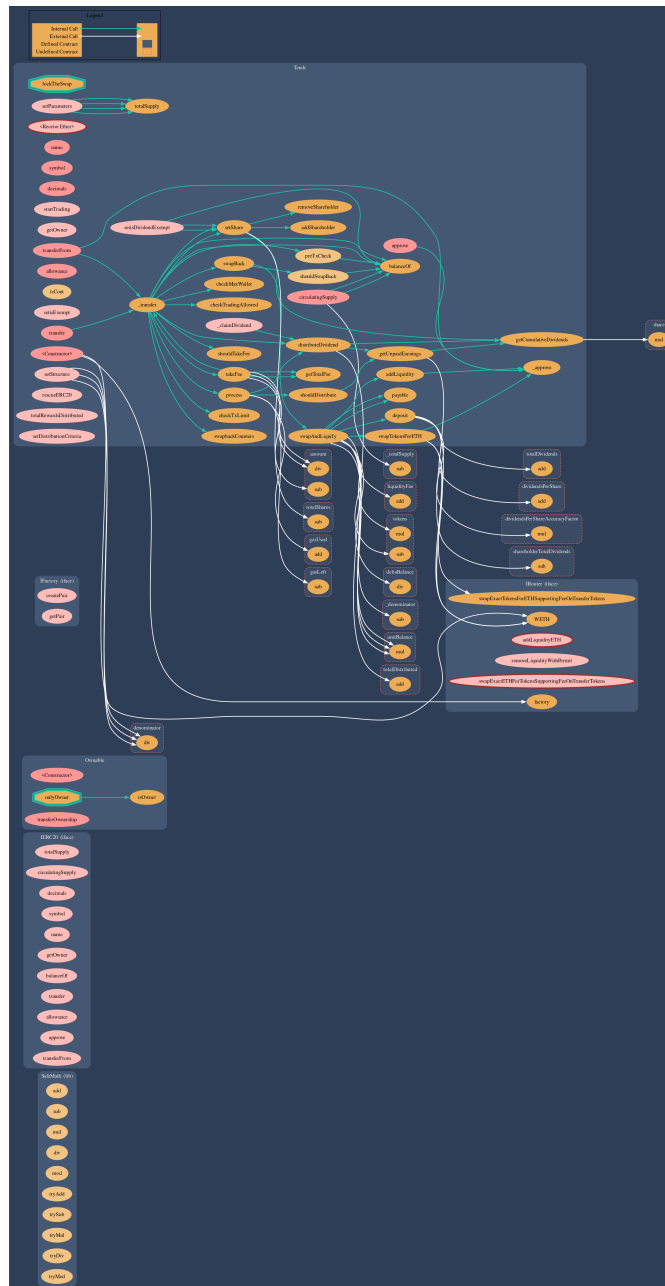 Legend
Internal Call
External Call
Defined Contract
Undefined Contract
lockTheSwap
setParameters
totalSupply
<Receive Ether>
name
symbol
decimals
startTrading
getOwner
transferFrom
allowance
isCont
setisExempt
transfer
<Constructor>
setStructure
rescueERC20
totalRewardsDistributed
setDistributionCriteria
setisDividendExempt
setShare
removeShareholder
addShareholder
approve
preTxCheck
balanceOf
swapBack
shouldSwapBack
checkMaxWallet
circulatingSupply
_transfer
checkTradingAllowed
_claimDividend
distributeDividend
getCumulativeDividends
shares
mul
shouldTakeFee
getUnpaidEarnings
takeFee
getTotalFee
addLiquidity
_approve
process
shouldDistribute
payable
checkTxLimit
deposit
swapbackCounters
swapAndLiquify
swapTokensForETH
amount
div
sub
totalShares
sub
gasUsed
add
gasLeft
sub
_totalSupply
sub
liquidityFee
add
tokens
mul
sub
deltaBalance
div
_denominator
sub
unitBalance
mul
totalDistributed
add
totalDividends
add
dividendsPerShare
add
dividendsPerShareAccuracyFactor
mul
shareholderTotalDividends
sub
IFactory (iface)
createPair
getPair
IRouter (iface)
swapExactTokensForETHSupportingFeeOnTransferTokens
WETH
addLiquidityETH
removeLiquidityWithPermit
swapExactETHForTokensSupportingFeeOnTransferTokens
factory
denominator
div
Ownable
<Constructor>
onlyOwner
isOwner
transferOwnership
IERC20 (iface)
totalSupply
circulatingSupply
decimals
symbol
name
getOwner
balanceOf
transfer
allowance
approve
transferFrom
SafeMath (lib)
add
sub
mul
div
mod
tryAdd
trySub
tryMul
tryDiv
tryMod